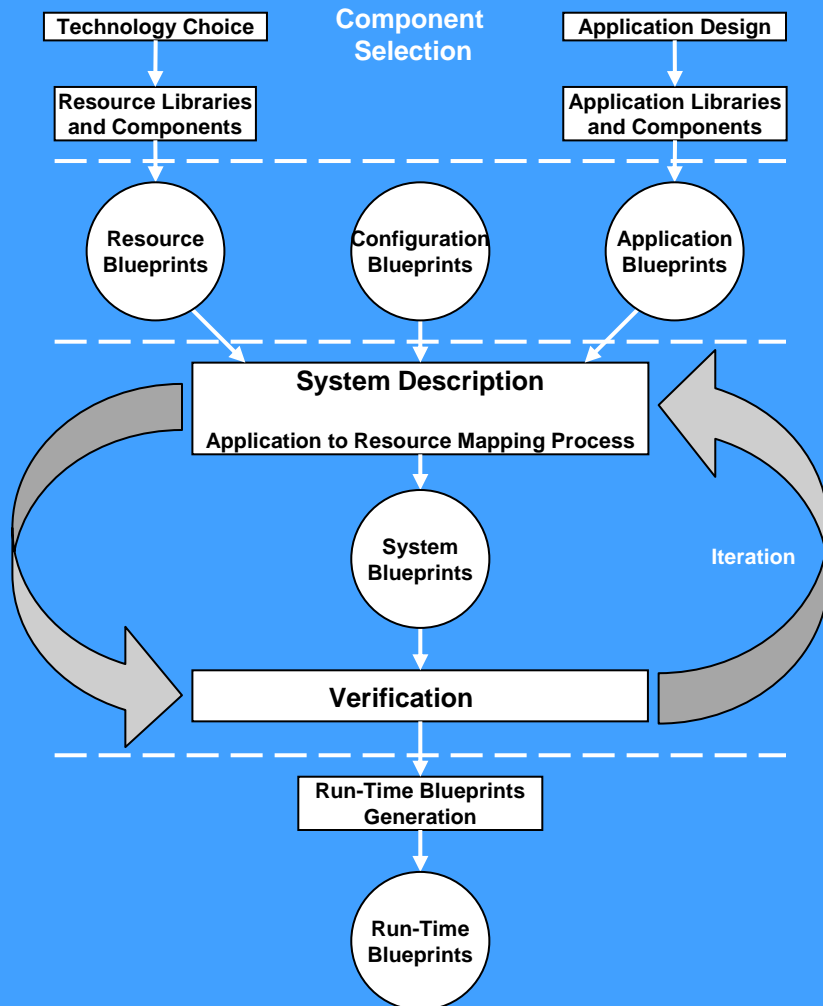 Technology Choice
Component
Selection
Application Design
Resource Libraries
and Components
Application Libraries
and Components
Resource
Blueprints
Configuration
Blueprints
Application
Blueprints
System Description
Application to Resource Mapping Process
System
Blueprints
Iteration
Verification
Run-Time Blueprints
Generation
Run-Time
Blueprints